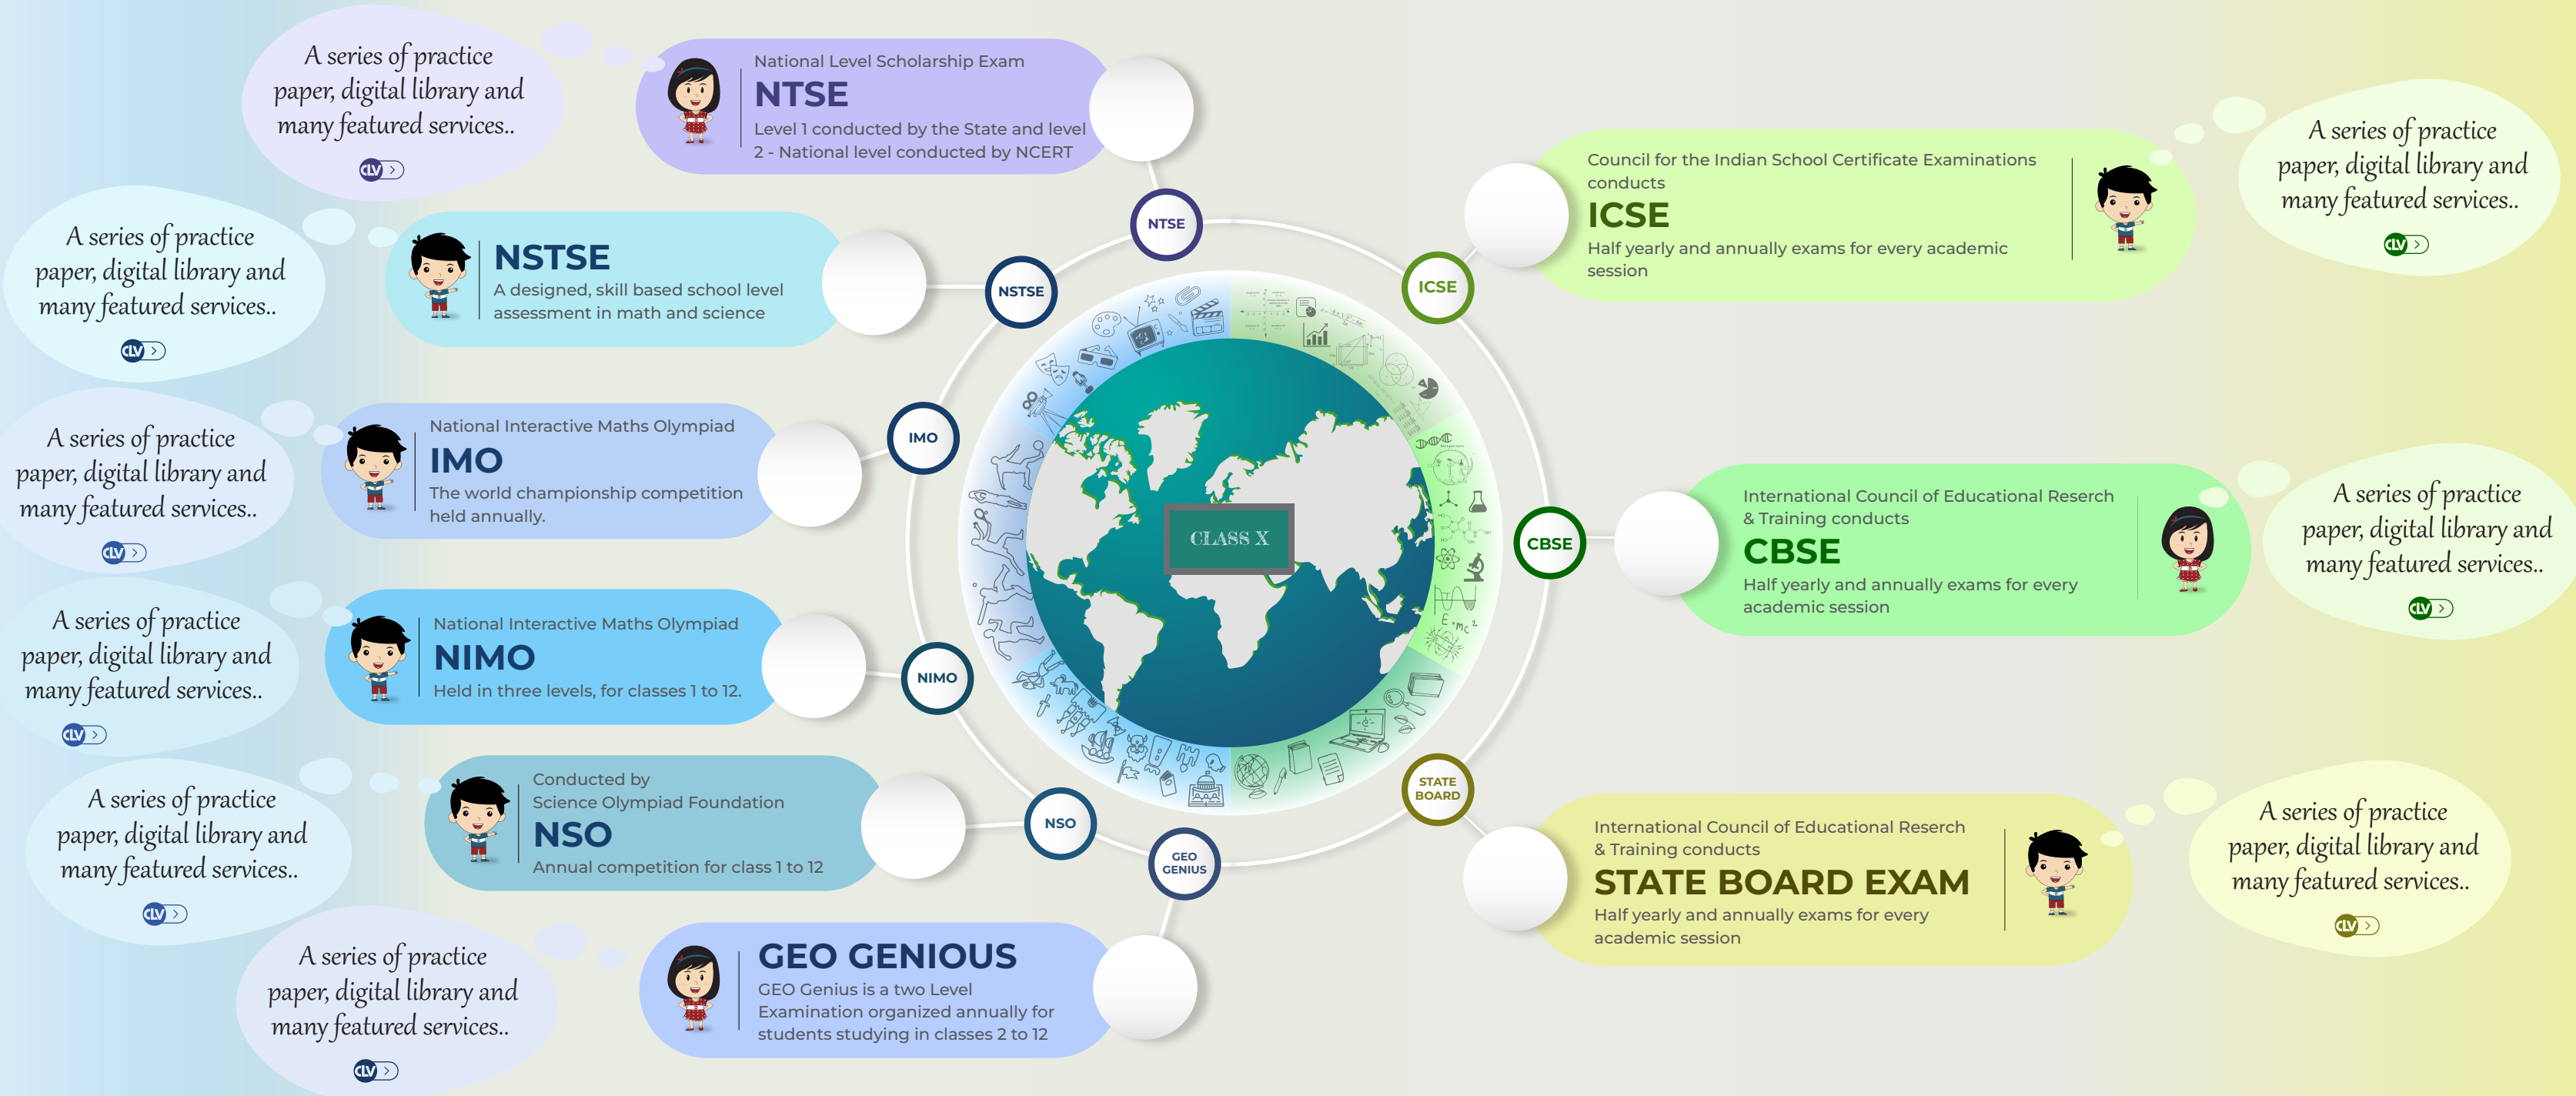 A series of practice
paper, digital library and
many featured services..
CLV
National Level Scholarship Exam
NTSE
Level 1 conducted by the State and level
2 - National level conducted by NCERT
NTSE
A series of practice
paper, digital library and
many featured services..
CLV
NSTSE
A designed, skill based school level
assessment in math and science
NSTSE
A series of practice
paper, digital library and
many featured services..
CLV
National Interactive Maths Olympiad
IMO
The world championship competition
held annually.
IMO
A series of practice
paper, digital library and
many featured services..
CLV
National Interactive Maths Olympiad
NIMO
Held in three levels, for classes 1 to 12.
NIMO
A series of practice
paper, digital library and
many featured services..
CLV
Conducted by
Science Olympiad Foundation
NSO
Annual competition for class 1 to 12
NSO
A series of practice
paper, digital library and
many featured services..
CLV
GEO GENIOUS
GEO Genius is a two Level
Examination organized annually for
students studying in classes 2 to 12
GEO
GENIUS
CLASS X
E=mc²
ICSE
Council for the Indian School Certificate Examinations
conducts
ICSE
Half yearly and annually exams for every academic
session
A series of practice
paper, digital library and
many featured services..
CLV
CBSE
International Council of Educational Reserch
& Training conducts
CBSE
Half yearly and annually exams for every
academic session
A series of practice
paper, digital library and
many featured services..
CLV
STATE
BOARD
International Council of Educational Reserch
& Training conducts
STATE BOARD EXAM
Half yearly and annually exams for every
academic session
A series of practice
paper, digital library and
many featured services..
CLV